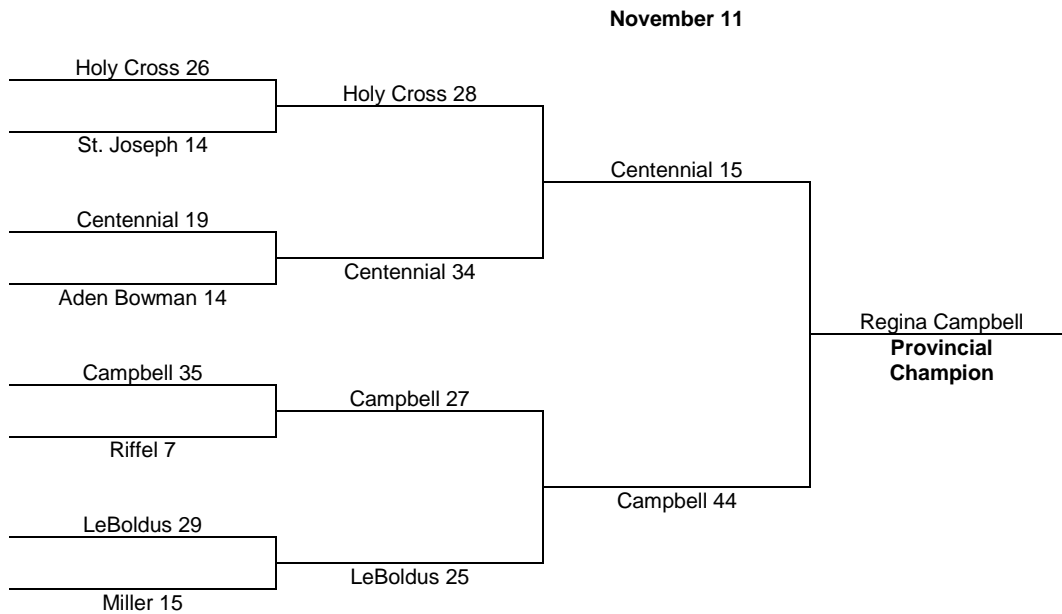 November 11
Holy Cross 26
Holy Cross 28
St. Joseph 14
Centennial 15
Centennial 19
Centennial 34
Aden Bowman 14
Regina Campbell
Provincial
Champion
Campbell 35
Campbell 27
Riffel 7
Campbell 44
LeBoldus 29
LeBoldus 25
Miller 15